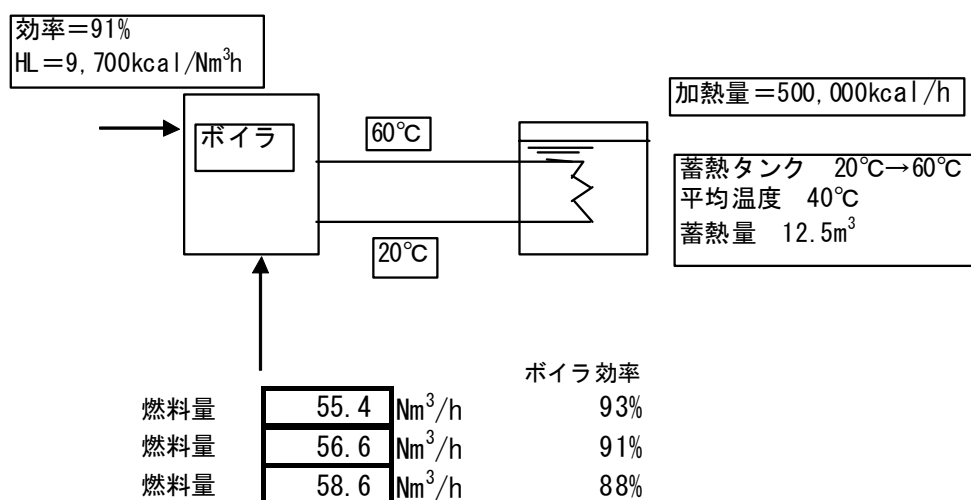 効率＝91%
HL＝9,700kcal/Nm³h
加熱量＝500,000kcal/h
ボイラ
60℃
蓄熱タンク　20℃→60℃
平均温度　40℃
蓄熱量　12.5m³
20℃
ボイラ効率
燃料量　55.4　Nm³/h　93%
燃料量　56.6　Nm³/h　91%
燃料量　58.6　Nm³/h　88%